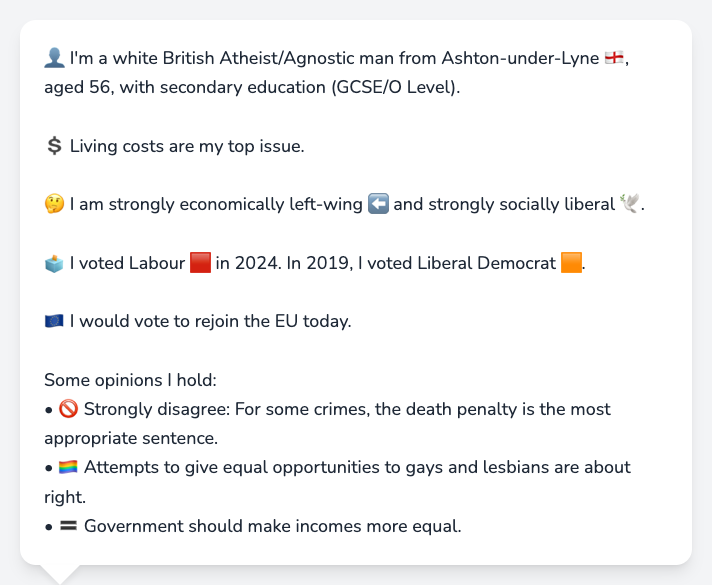 👤 I'm a white British Atheist/Agnostic man from Ashton-under-Lyne 🏴󠁧󠁢󠁥󠁮󠁧󠁿,
aged 56, with secondary education (GCSE/O Level).
💲 Living costs are my top issue.
🤔 I am strongly economically left-wing ⬅️ and strongly socially liberal 🕊️.
🗳️ I voted Labour 🟥 in 2024. In 2019, I voted Liberal Democrat 🟧.
🇪🇺 I would vote to rejoin the EU today.
Some opinions I hold:
• 🚫 Strongly disagree: For some crimes, the death penalty is the most
appropriate sentence.
• 🏳️‍🌈 Attempts to give equal opportunities to gays and lesbians are about
right.
• 🟰 Government should make incomes more equal.